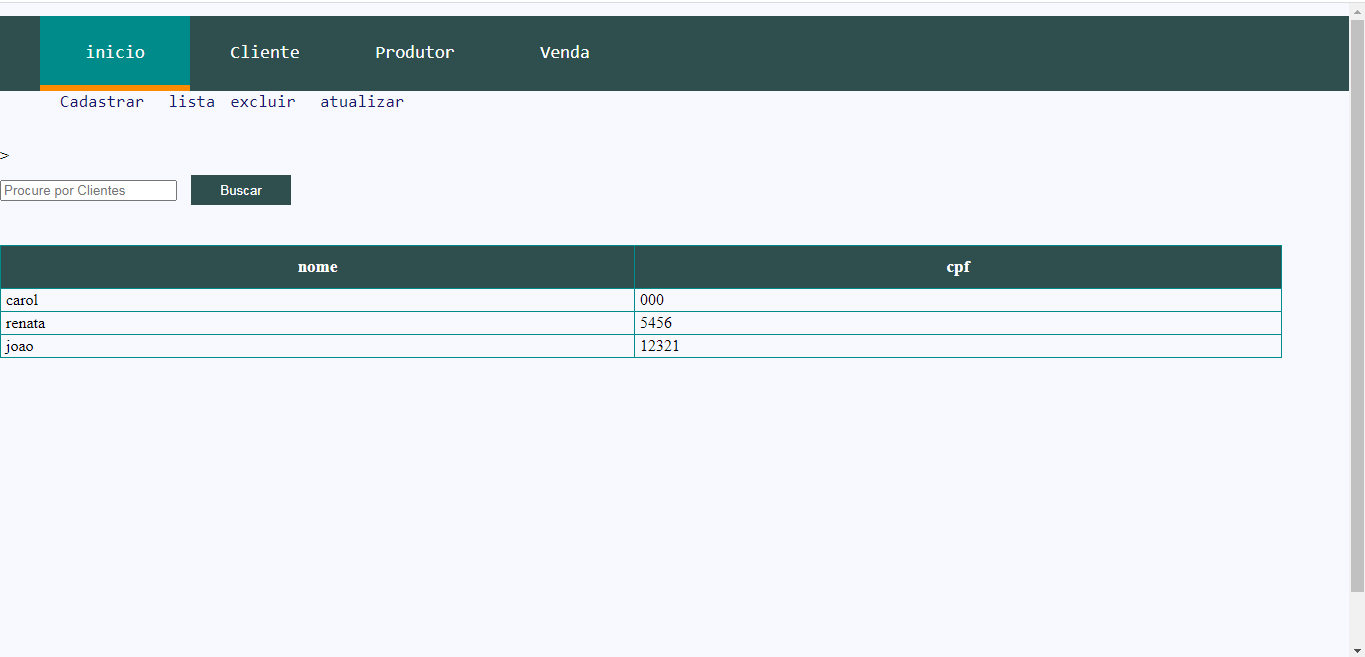 inicio Cliente Produtor Venda
Cadastrar lista excluir atualizar
>
Procure por Clientes Buscar
nome cpf
carol 000
renata 5456
joao 12321